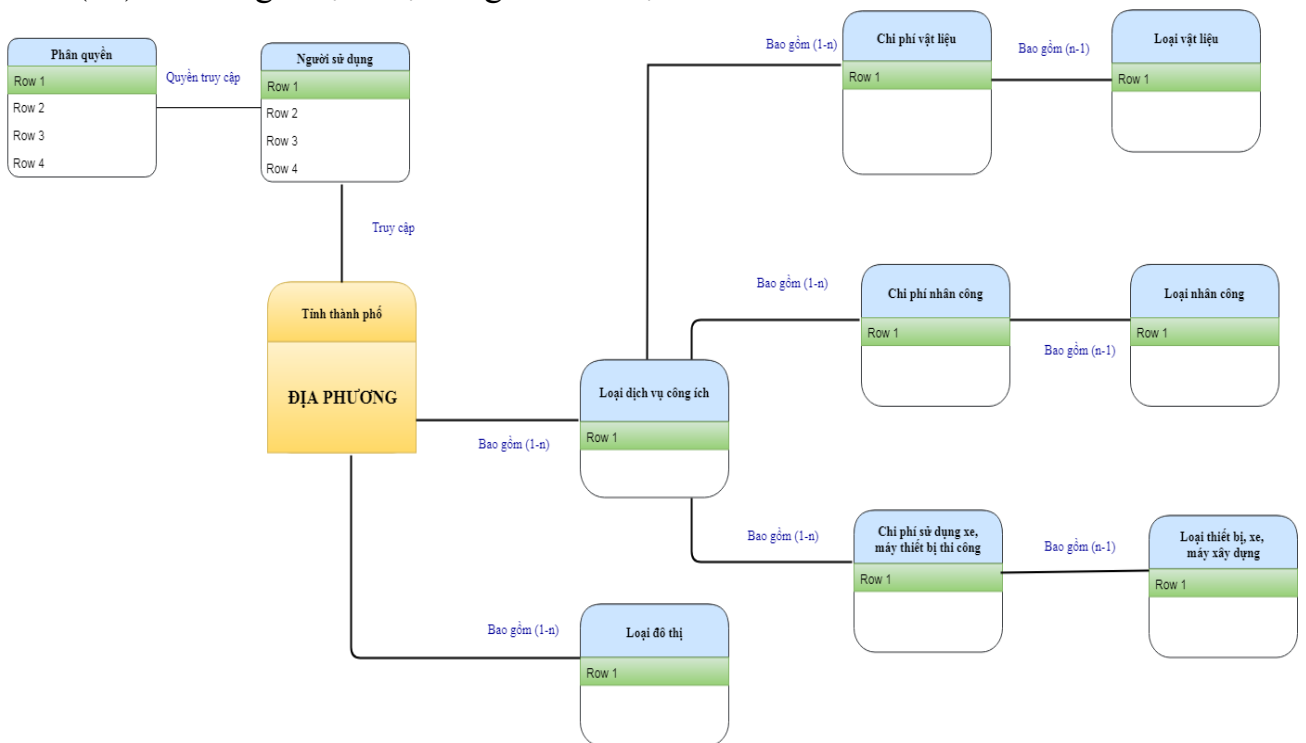 Phân quyền
Row 1
Row 2
Row 3
Row 4
Quyền truy cập
Người sử dụng
Row 1
Row 2
Row 3
Row 4
Truy cập
Tỉnh thành phố
ĐỊA PHƯƠNG
Bao gồm (1-n)
Loại dịch vụ công ích
Row 1
Bao gồm (1-n)
Chi phí vật liệu
Row 1
Bao gồm (n-1)
Loại vật liệu
Row 1
Bao gồm (1-n)
Chi phí nhân công
Row 1
Bao gồm (n-1)
Loại nhân công
Row 1
Bao gồm (1-n)
Chi phí sử dụng xe,
máy thiết bị thi công
Row 1
Bao gồm (n-1)
Loại thiết bị, xe,
máy xây dựng
Row 1
Bao gồm (1-n)
Loại đô thị
Row 1